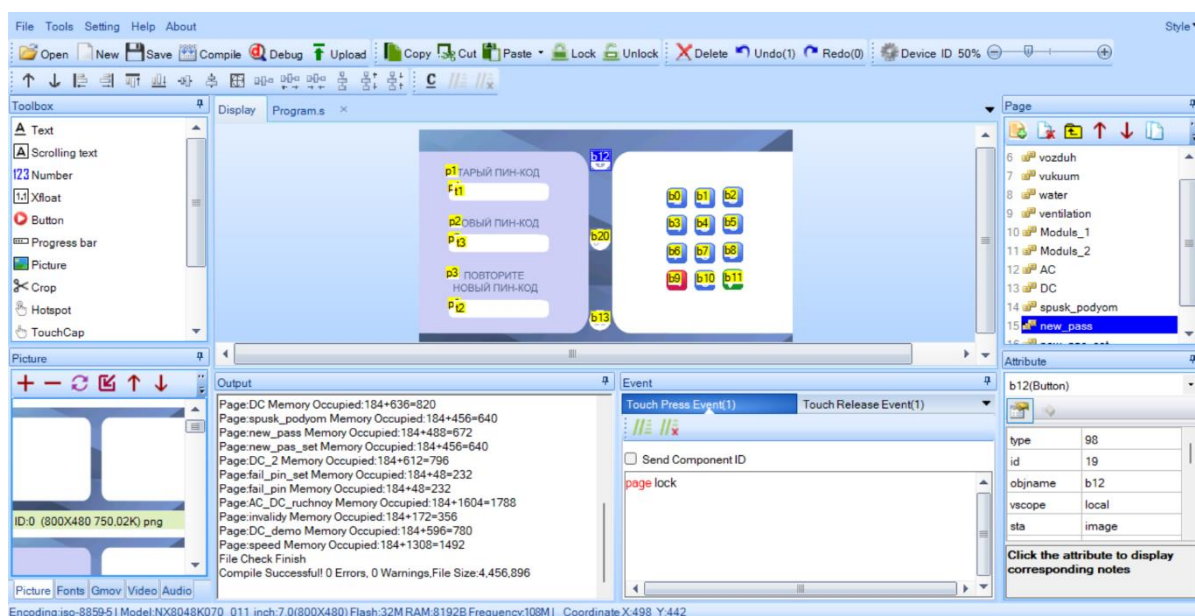 File Tools Setting Help About Style
Open New Save Compile Debug Upload Copy Cut Paste Lock Unlock Delete Undo(1) Redo(0) Device ID 50%
Toolbox
A Text
A Scrolling text
123 Number
1.1 Xfloat
Button
Progress bar
Picture
Crop
Hotspot
TouchCap
Display Program.s ×
b12
p1 ТАРЫЙ ПИН-КОД
t1
p2 ОВЫЙ ПИН-КОД
t3
p3 ПОВТОРИТЕ
НОВЫЙ ПИН-КОД
t2
b20
b13
b0 b1 b2
b3 b4 b5
b6 b7 b8
b9 b10 b11
Page
6 vozduh
7 vukuum
8 water
9 ventilation
10 Moduls_1
11 Moduls_2
12 AC
13 DC
14 spusk_podyom
15 new_pass
Picture
ID:0 (800X480 750,02K) png
Picture Fonts Gmov Video Audio
Output
Page:DC Memory Occupied:184+636=820
Page:spusk_podyom Memory Occupied:184+456=640
Page:new_pass Memory Occupied:184+488=672
Page:new_pas_set Memory Occupied:184+456=640
Page:DC_2 Memory Occupied:184+612=796
Page:fail_pin_set Memory Occupied:184+48=232
Page:fail_pin Memory Occupied:184+48=232
Page:AC_DC_ruchnoy Memory Occupied:184+1604=1788
Page:invalidy Memory Occupied:184+172=356
Page:DC_demo Memory Occupied:184+596=780
Page:speed Memory Occupied:184+1308=1492
File Check Finish
Compile Successful! 0 Errors, 0 Warnings,File Size:4,456,896
Event
Touch Press Event(1) Touch Release Event(1)
Send Component ID
page lock
Attribute
b12(Button)
type 98
id 19
objname b12
vscope local
sta image
Click the attribute to display
corresponding notes
Encoding:iso-8859-5 | Model:NX8048K070_011 inch:7.0(800X480) Flash:32M RAM:8192B Frequency:108M | Coordinate X:498 Y:442